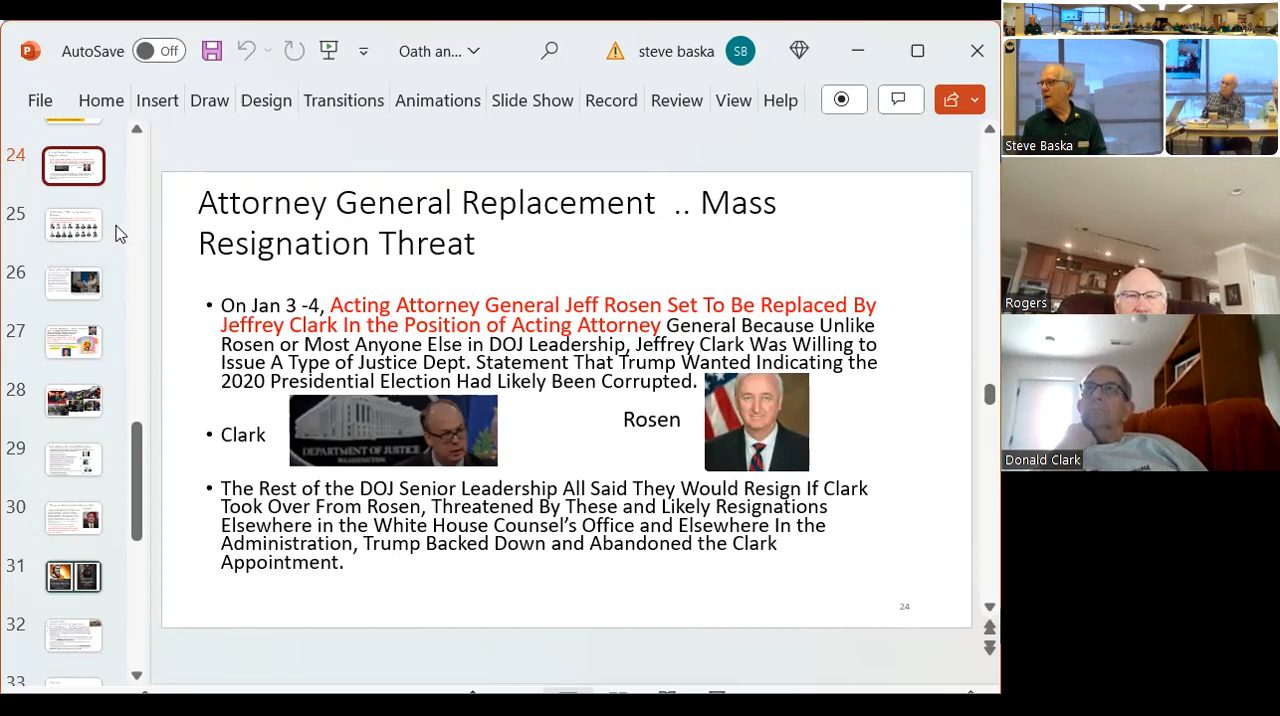 AutoSave
Off
Oath an...
steve baska
SB
File
Home
Insert
Draw
Design
Transitions
Animations
Slide Show
Record
Review
View
Help
24
25
26
27
28
29
30
31
32
33
Attorney General Replacement .. Mass
Resignation Threat
• On Jan 3 -4, Acting Attorney General Jeff Rosen Set To Be Replaced By
Jeffrey Clark In the Position of Acting Attorney General Because Unlike
Rosen or Most Anyone Else in DOJ Leadership, Jeffrey Clark Was Willing to
Issue A Type of Justice Dept. Statement That Trump Wanted Indicating the
2020 Presidential Election Had Likely Been Corrupted.
• Clark
DEPARTMENT OF JUSTICE
WASHINGTON
Rosen
• The Rest of the DOJ Senior Leadership All Said They Would Resign If Clark
Took Over From Rosen, Threatened By These and Likely Resignations
Elsewhere in the White House Counsel's Office and Elsewhere In the
Administration, Trump Backed Down and Abandoned the Clark
Appointment.
24
Steve Baska
Rogers
Donald Clark